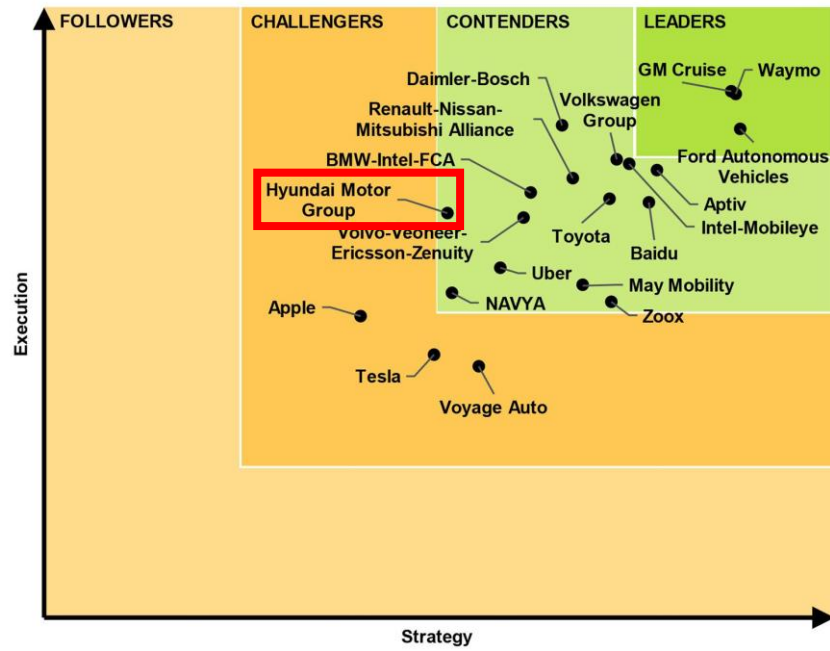 FOLLOWERS
CHALLENGERS
CONTENDERS
LEADERS
GM Cruise
Waymo
Daimler-Bosch
Volkswagen
Group
Renault-Nissan-
Mitsubishi Alliance
Ford Autonomous
Vehicles
BMW-Intel-FCA
Aptiv
Hyundai Motor
Group
Intel-Mobileye
Toyota
Volvo-Veoneer-
Ericsson-Zenuity
Baidu
Uber
May Mobility
NAVYA
Zoox
Apple
Tesla
Voyage Auto
Execution
Strategy